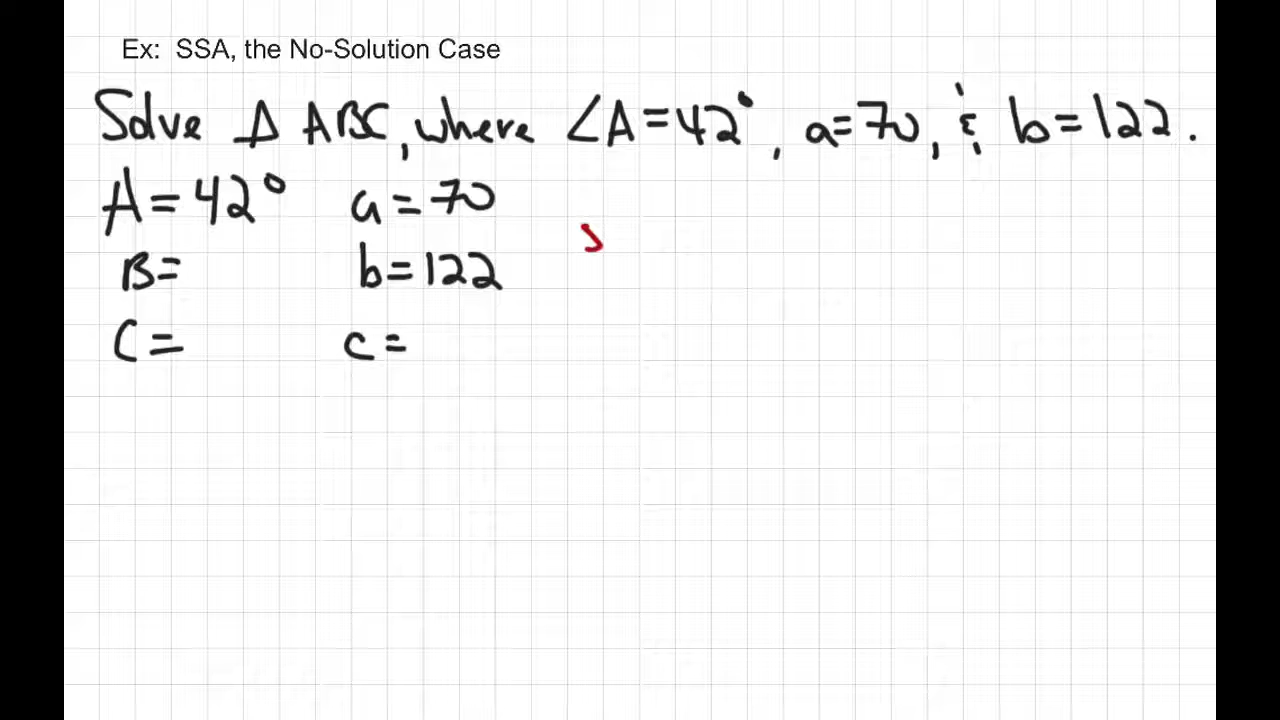 Ex: SSA, the No-Solution Case
Solve Δ ABC, where ∠A=42°, a=70, & b=122.
A=42° a=70
B= b=122
C= c=